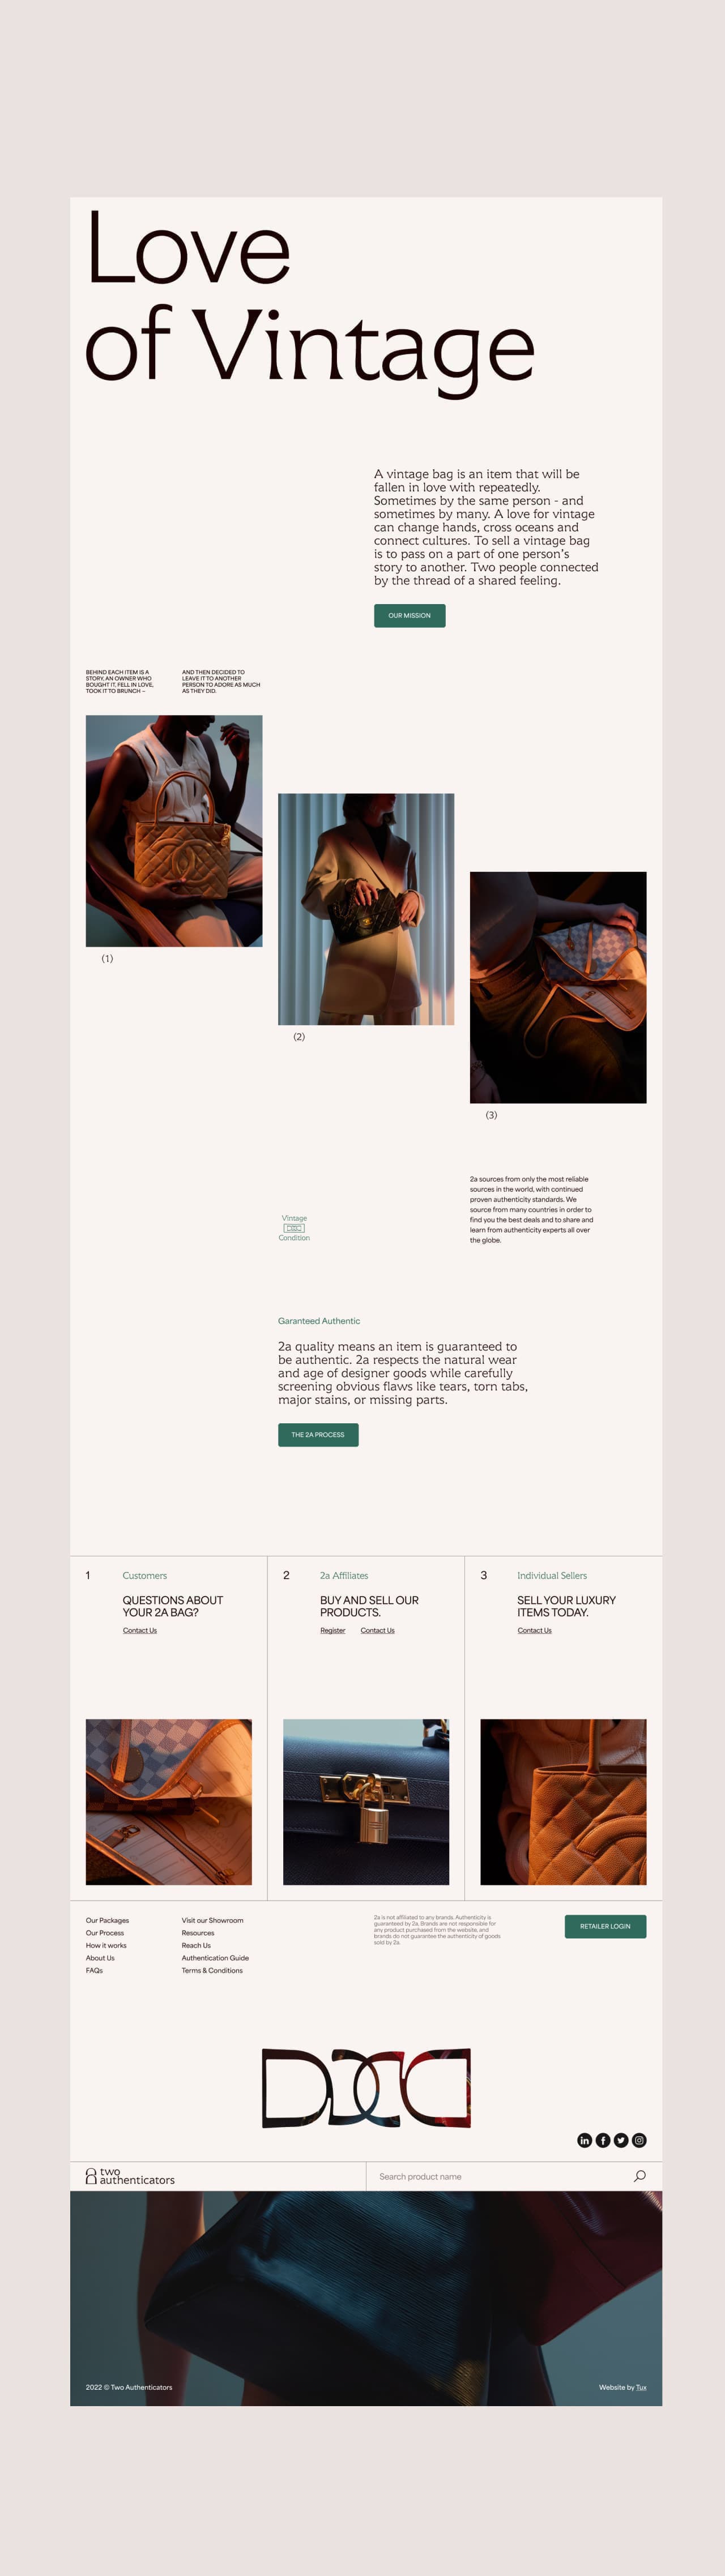 Love
of Vintage
A vintage bag is an item that will be
fallen in love with repeatedly.
Sometimes by the same person - and
sometimes by many. A love for vintage
can change hands, cross oceans and
connect cultures. To sell a vintage bag
is to pass on a part of one person's
story to another. Two people connected
by the thread of a shared feeling.
OUR MISSION
BEHIND EACH ITEM IS A
STORY, AN OWNER WHO
BOUGHT IT, FELL IN LOVE,
TOOK IT TO BRUNCH –
AND THEN DECIDED TO
LEAVE IT TO ANOTHER
PERSON TO ADORE AS MUCH
AS THEY DID.
(1)
(2)
(3)
2a sources from only the most reliable
sources in the world, with continued
proven authenticity standards. We
source from many countries in order to
find you the best deals and to share and
learn from authenticity experts all over
the globe.
Vintage
Condition
Garanteed Authentic
2a quality means an item is guaranteed to
be authentic. 2a respects the natural wear
and age of designer goods while carefully
screening obvious flaws like tears, torn tabs,
major stains, or missing parts.
THE 2A PROCESS
1
Customers
QUESTIONS ABOUT
YOUR 2A BAG?
Contact Us
2
2a Affiliates
BUY AND SELL OUR
PRODUCTS.
Register
Contact Us
3
Individual Sellers
SELL YOUR LUXURY
ITEMS TODAY.
Contact Us
Our Packages
Our Process
How it works
About Us
FAQs
Visit our Showroom
Resources
Reach Us
Authentication Guide
Terms & Conditions
2a is not affiliated to any brands. Authenticity is
guaranteed by 2a. Brands are not responsible for
any product purchased from the website, and
brands do not guarantee the authenticity of goods
sold by 2a.
RETAILER LOGIN
in
f
two
authenticators
Search product name
2022 © Two Authenticators
Website by Tux